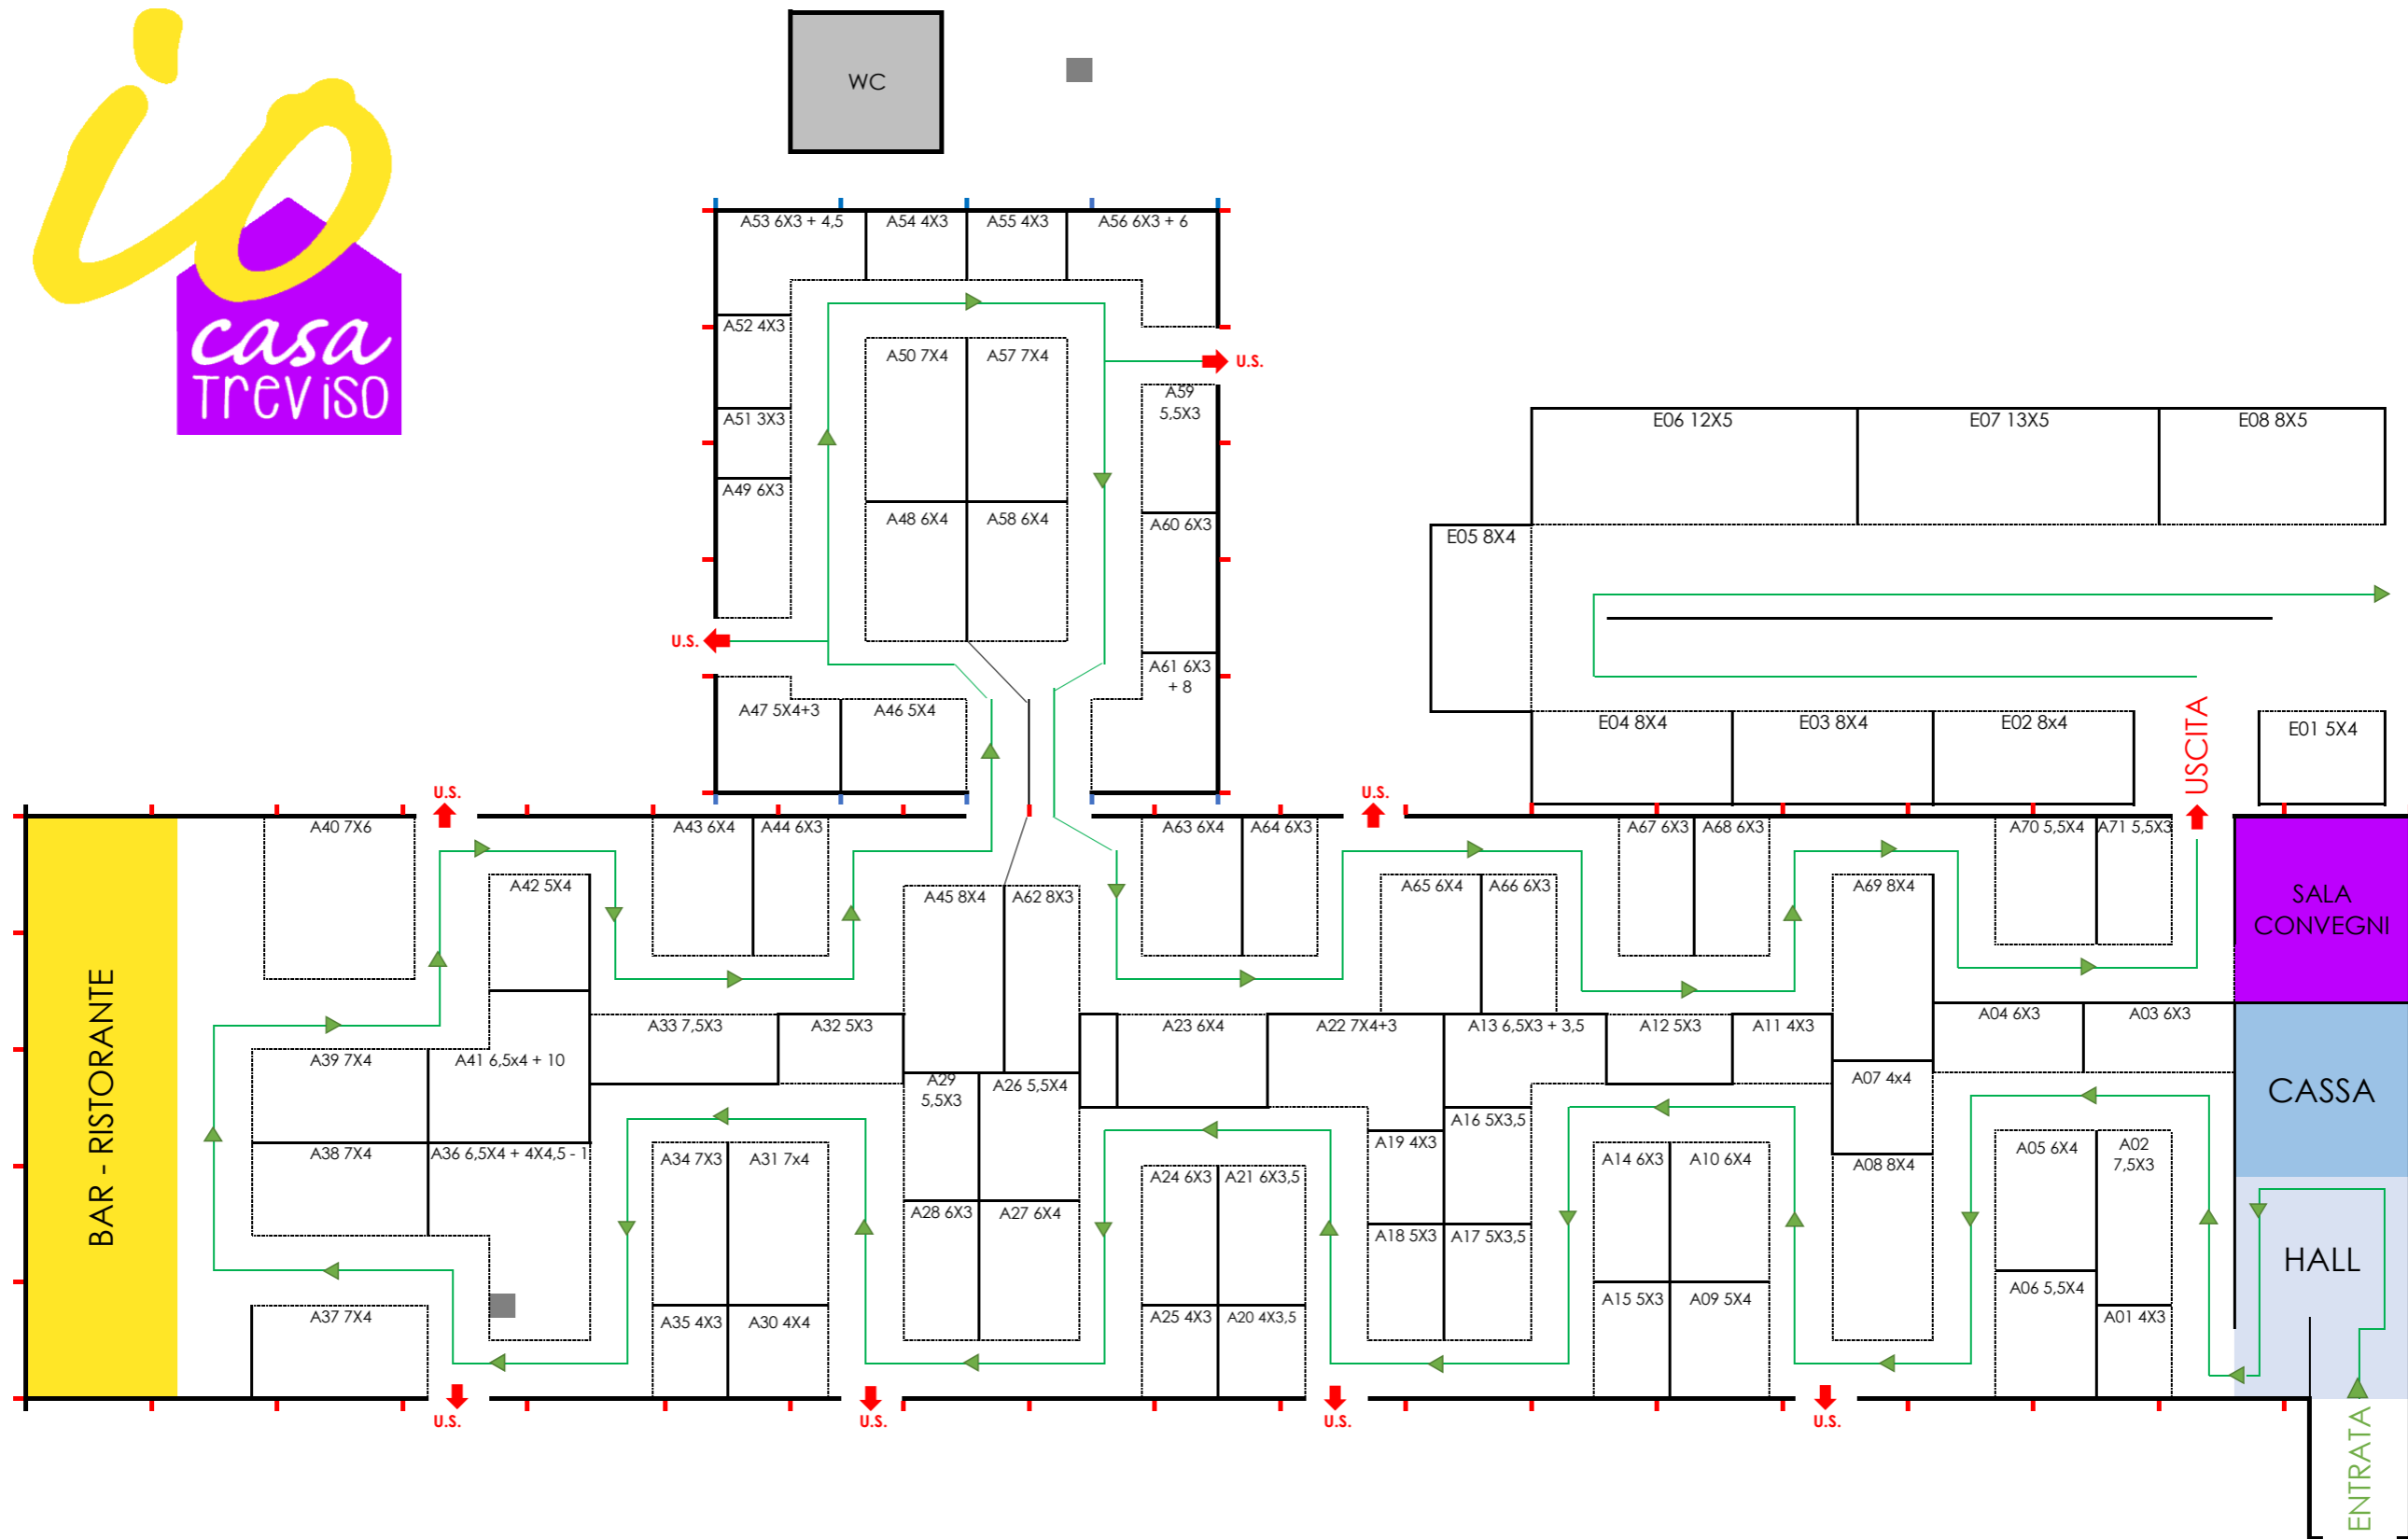 io
casa
Treviso
WC
A53 6X3 + 4,5
A54 4X3
A55 4X3
A56 6X3 + 6
A52 4X3
A50 7X4
A57 7X4
U.S.
A59
5,5X3
A51 3X3
E06 12X5
E07 13X5
E08 8X5
A49 6X3
A48 6X4
A58 6X4
A60 6X3
E05 8X4
U.S.
A61 6X3
+ 8
A47 5X4+3
A46 5X4
E04 8X4
E03 8X4
E02 8x4
USCITA
E01 5X4
U.S.
U.S.
A40 7X6
A43 6X4
A44 6X3
A63 6X4
A64 6X3
A67 6X3
A68 6X3
A70 5,5X4
A71 5,5X3
A42 5X4
A45 8X4
A62 8X3
A65 6X4
A66 6X3
A69 8X4
SALA
CONVEGNI
BAR - RISTORANTE
A33 7,5X3
A32 5X3
A23 6X4
A22 7X4+3
A13 6,5X3 + 3,5
A12 5X3
A11 4X3
A04 6X3
A03 6X3
A39 7X4
A41 6,5x4 + 10
A29
5,5X3
A26 5,5X4
A07 4x4
CASSA
A16 5X3,5
A19 4X3
A38 7X4
A36 6,5X4 + 4X4,5 - 1
A34 7X3
A31 7x4
A24 6X3
A21 6X3,5
A14 6X3
A10 6X4
A08 8X4
A05 6X4
A02
7,5X3
A28 6X3
A27 6X4
A18 5X3
A17 5X3,5
HALL
A37 7X4
A35 4X3
A30 4X4
A25 4X3
A20 4X3,5
A15 5X3
A09 5X4
A06 5,5X4
A01 4X3
U.S.
U.S.
U.S.
U.S.
ENTRATA